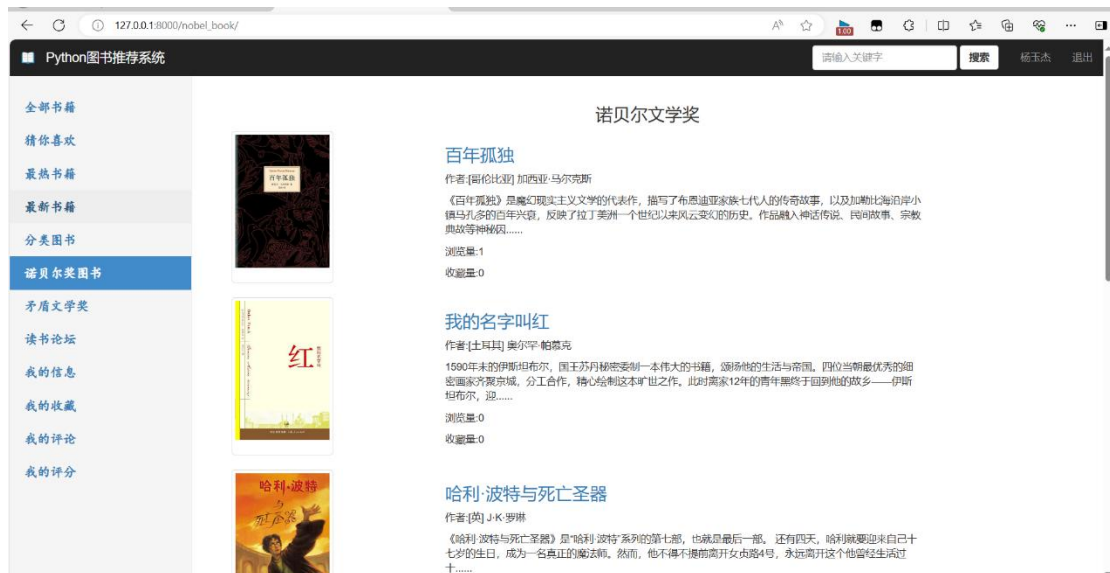 127.0.0.1:8000/nobel_book/
1.00
Python图书推荐系统
请输入关键字
搜索
杨玉杰
退出
全部书籍
猜你喜欢
最热书籍
最新书籍
分类图书
诺贝尔奖图书
矛盾文学奖
读书论坛
我的信息
我的收藏
我的评论
我的评分
诺贝尔文学奖
百年孤独
百年孤独
作者:[哥伦比亚] 加西亚·马尔克斯
《百年孤独》是魔幻现实主义文学的代表作，描写了布恩迪亚家族七代人的传奇故事，以及加勒比海沿岸小
镇马孔多的百年兴衰，反映了拉丁美洲一个世纪以来风云变幻的历史。作品融入神话传说、民间故事、宗教
典故等神秘因......
浏览量:1
收藏量:0
红
我的名字叫红
作者:[土耳其] 奥尔罕·帕慕克
1590年末的伊斯坦布尔，国王苏丹秘密委制一本伟大的书籍，颂扬他的生活与帝国。四位当朝最优秀的细
密画家齐聚京城，分工合作，精心绘制这本旷世之作。此时离家12年的青年黑终于回到他的故乡——伊斯
坦布尔，迎......
浏览量:0
收藏量:0
哈利·波特
与
死亡圣器
哈利·波特与死亡圣器
作者:[英] J·K·罗琳
《哈利·波特与死亡圣器》是“哈利·波特”系列的第七部，也就是最后一部。 还有四天，哈利就要迎来自己十
七岁的生日，成为一名真正的魔法师。然而，他不得不提前离开女贞路4号，永远离开这个他曾经生活过
十......